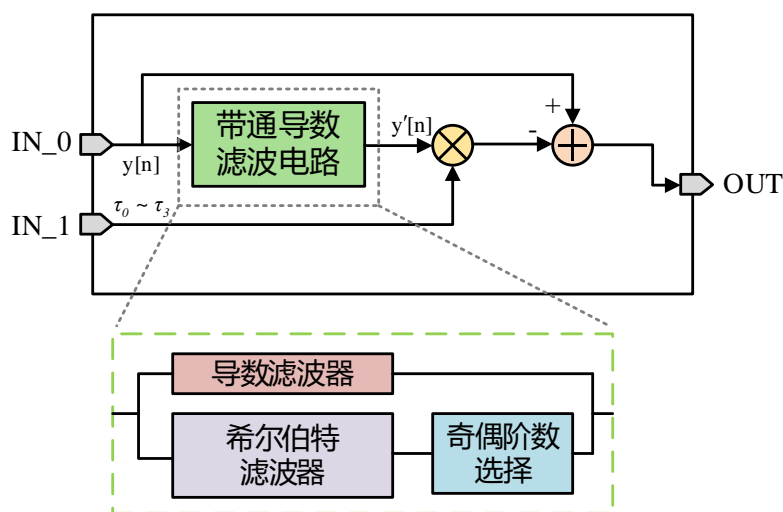 +
IN_0
带通导数
滤波电路
y'[n]
-
y[n]
OUT
IN_1
τ₀ ~ τ₃
导数滤波器
希尔伯特
滤波器
奇偶阶数
选择